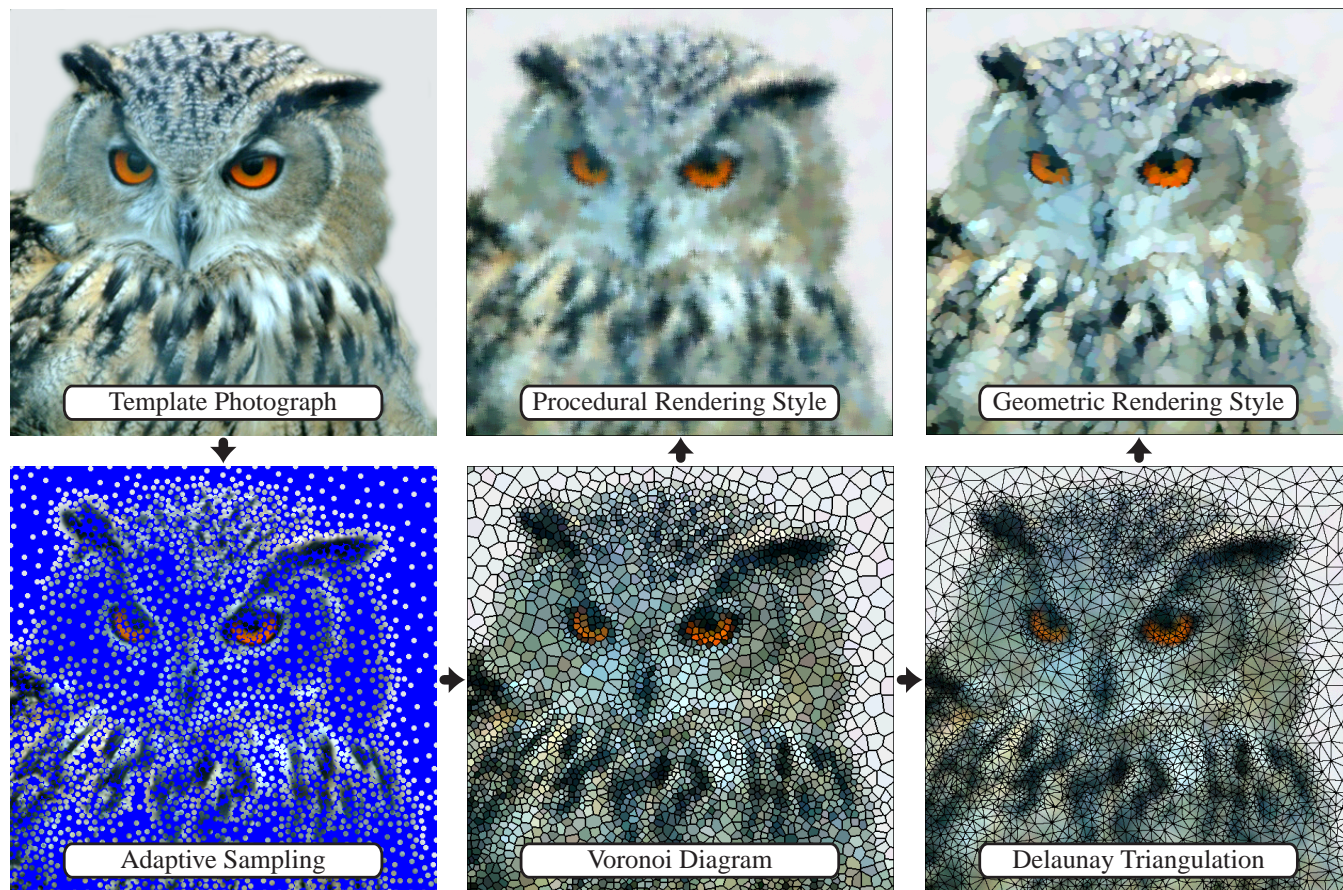 Template Photograph
Procedural Rendering Style
Geometric Rendering Style
Adaptive Sampling
Voronoi Diagram
Delaunay Triangulation